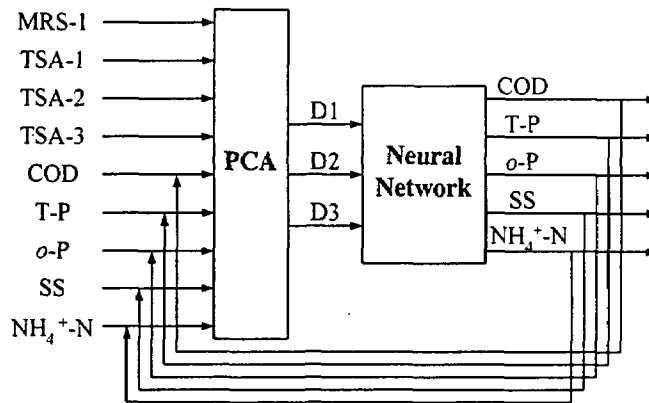 MRS-1
TSA-1
TSA-2
TSA-3
COD
T-P
o-P
SS
NH₄⁺-N
PCA
D1
D2
D3
Neural
Network
COD
T-P
o-P
SS
NH₄⁺-N